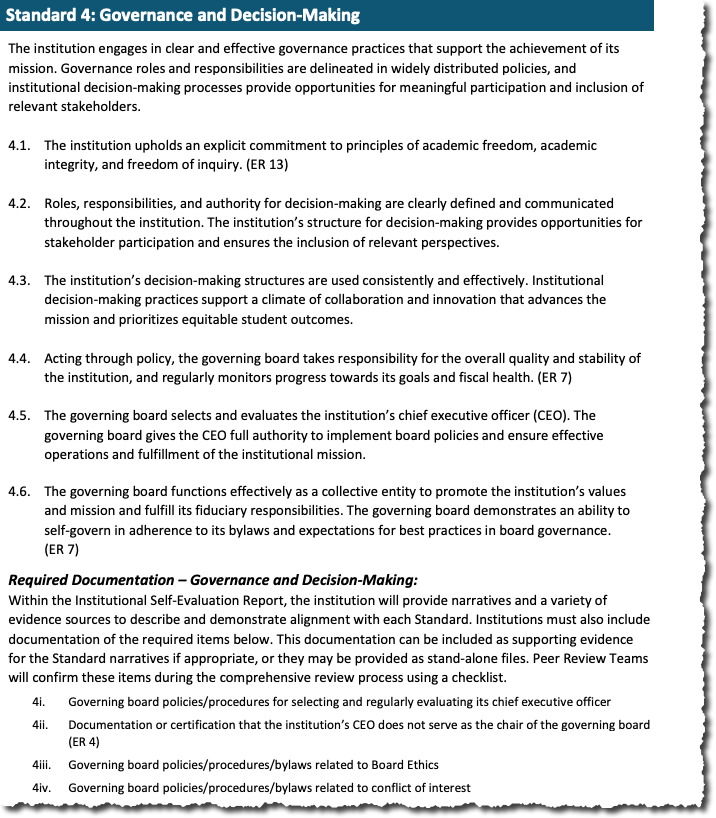 Standard 4: Governance and Decision-Making
The institution engages in clear and effective governance practices that support the achievement of its
mission. Governance roles and responsibilities are delineated in widely distributed policies, and
institutional decision-making processes provide opportunities for meaningful participation and inclusion of
relevant stakeholders.
4.1. The institution upholds an explicit commitment to principles of academic freedom, academic
integrity, and freedom of inquiry. (ER 13)
4.2. Roles, responsibilities, and authority for decision-making are clearly defined and communicated
throughout the institution. The institution's structure for decision-making provides opportunities for
stakeholder participation and ensures the inclusion of relevant perspectives.
4.3. The institution's decision-making structures are used consistently and effectively. Institutional
decision-making practices support a climate of collaboration and innovation that advances the
mission and prioritizes equitable student outcomes.
4.4. Acting through policy, the governing board takes responsibility for the overall quality and stability of
the institution, and regularly monitors progress towards its goals and fiscal health. (ER 7)
4.5. The governing board selects and evaluates the institution's chief executive officer (CEO). The
governing board gives the CEO full authority to implement board policies and ensure effective
operations and fulfillment of the institutional mission.
4.6. The governing board functions effectively as a collective entity to promote the institution's values
and mission and fulfill its fiduciary responsibilities. The governing board demonstrates an ability to
self-govern in adherence to its bylaws and expectations for best practices in board governance.
(ER 7)
Required Documentation – Governance and Decision-Making:
Within the Institutional Self-Evaluation Report, the institution will provide narratives and a variety of
evidence sources to describe and demonstrate alignment with each Standard. Institutions must also include
documentation of the required items below. This documentation can be included as supporting evidence
for the Standard narratives if appropriate, or they may be provided as stand-alone files. Peer Review Teams
will confirm these items during the comprehensive review process using a checklist.
4i. Governing board policies/procedures for selecting and regularly evaluating its chief executive officer
4ii. Documentation or certification that the institution's CEO does not serve as the chair of the governing board
(ER 4)
4iii. Governing board policies/procedures/bylaws related to Board Ethics
4iv. Governing board policies/procedures/bylaws related to conflict of interest